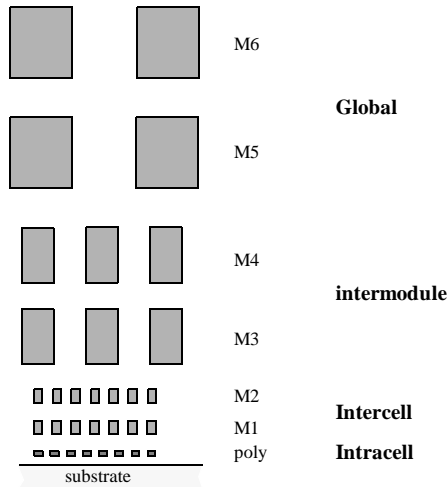 M6
Global
M5
M4
intermodule
M3
M2
Intercell
M1
poly Intracell
substrate